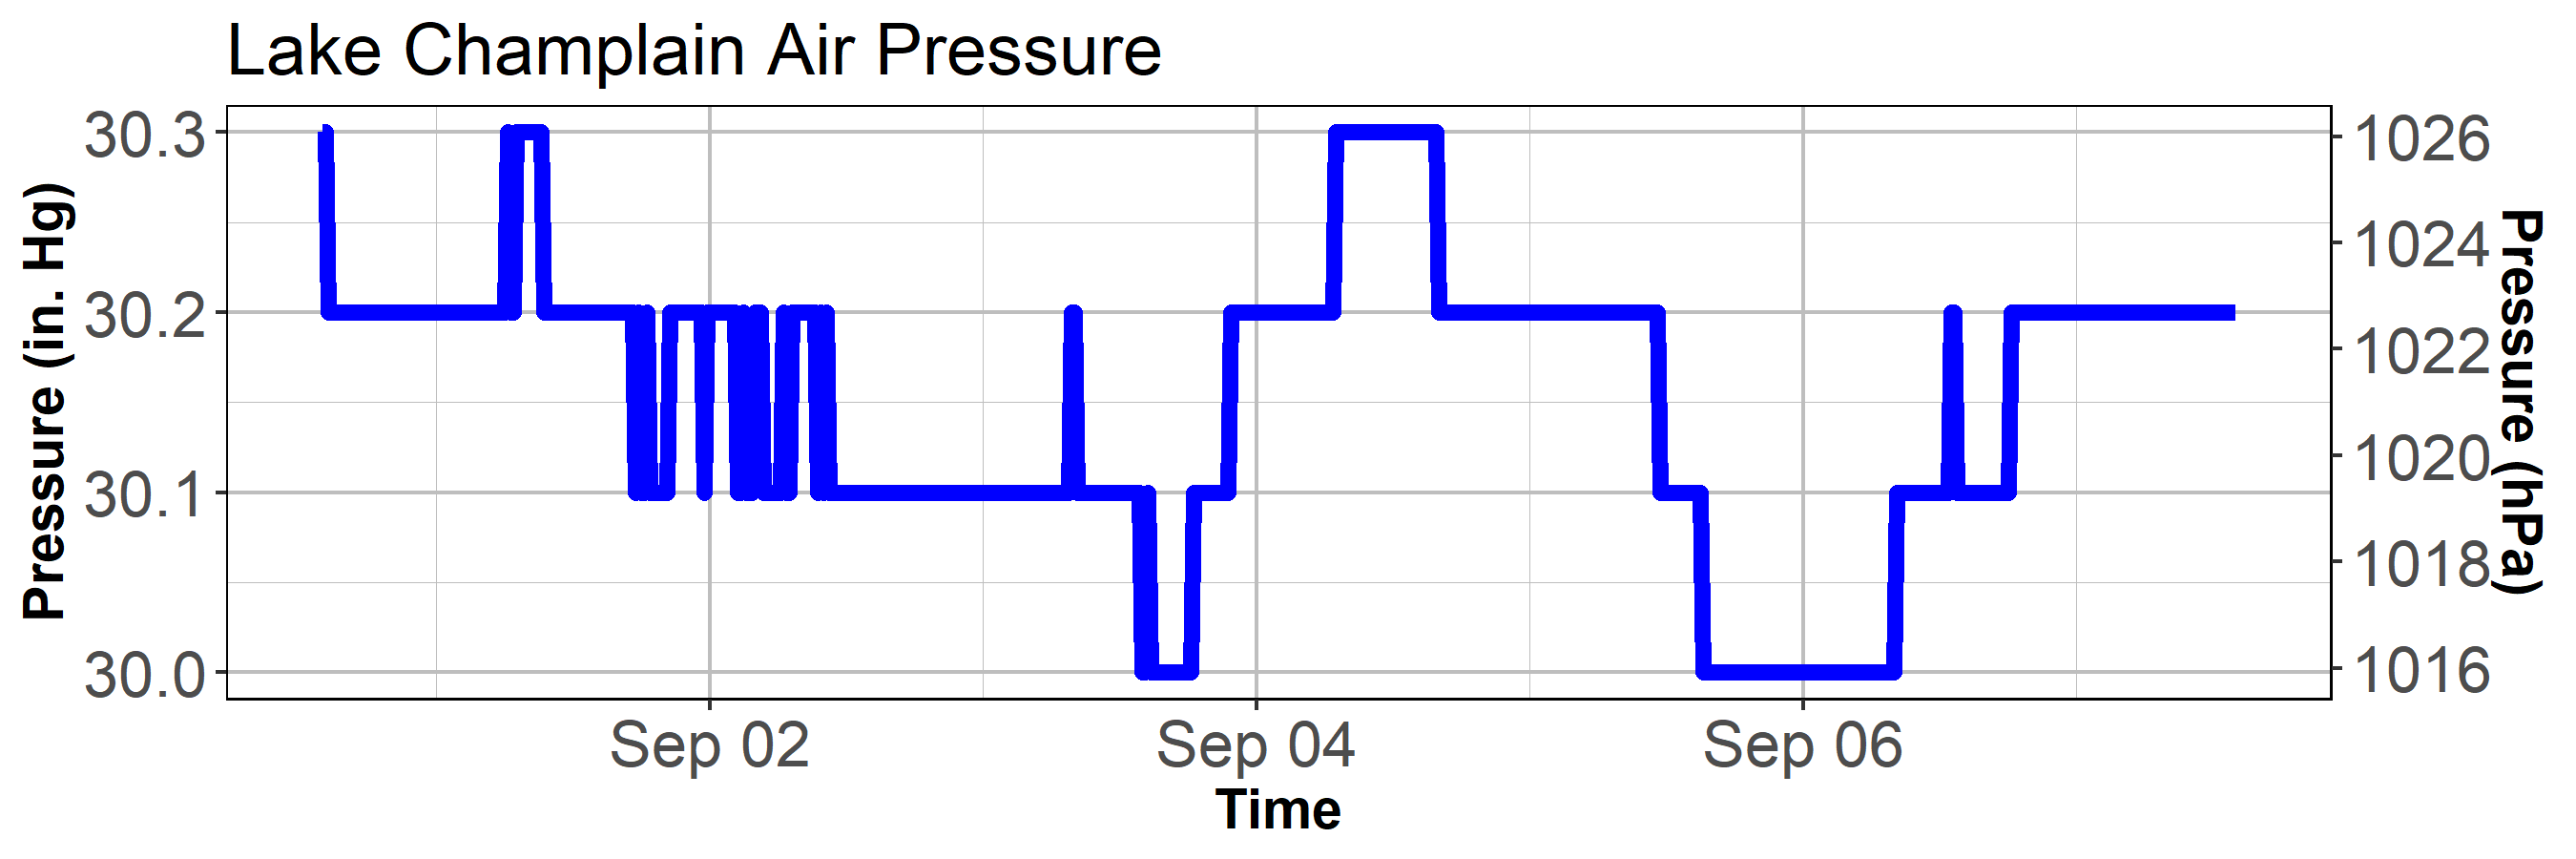 Lake Champlain Air Pressure
Pressure (in. Hg)
30.3
30.2
30.1
30.0
1026
1024
1022
1020
1018
1016
Pressure (hPa)
Sep 02 Sep 04 Sep 06
Time